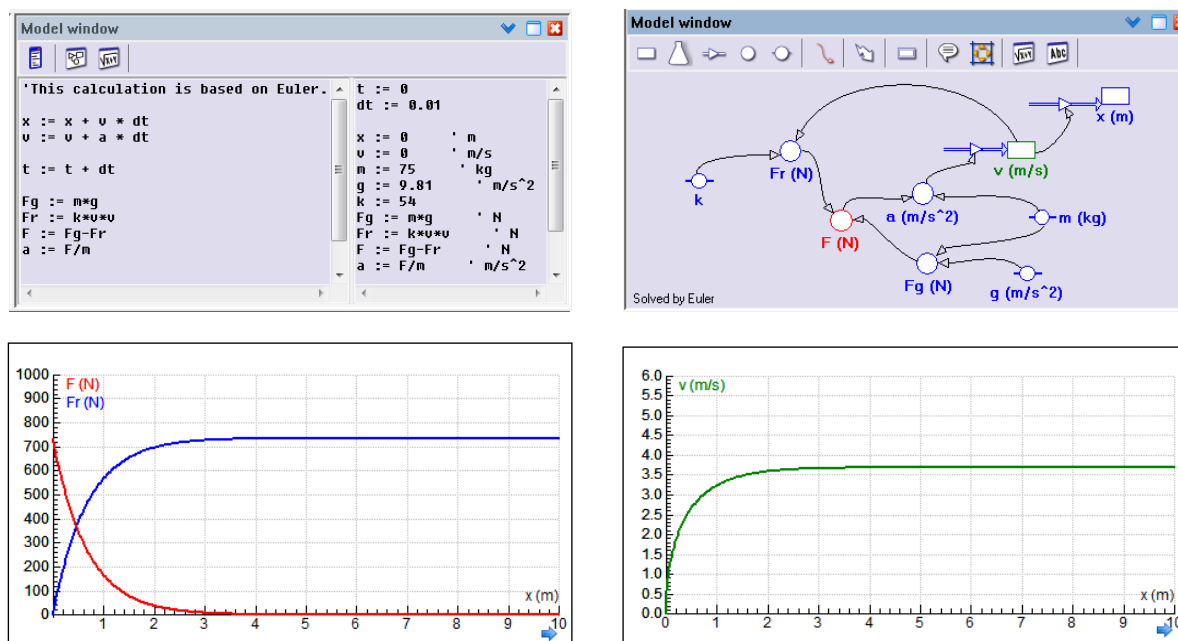 Model window
'This calculation is based on Euler.
x := x + v * dt
v := v + a * dt
t := t + dt
Fg := m*g
Fr := k*v*v
F := Fg-Fr
a := F/m
t := 0
dt := 0.01
x := 0 ' m
v := 0 ' m/s
m := 75 ' kg
g := 9.81 ' m/s^2
k := 54
Fg := m*g ' N
Fr := k*v*v ' N
F := Fg-Fr ' N
a := F/m ' m/s^2
Model window
Abc
x (m)
v (m/s)
Fr (N)
k
a (m/s^2)
m (kg)
F (N)
Fg (N)
g (m/s^2)
Solved by Euler
1000
900
800
700
600
500
400
300
200
100
0
F (N)
Fr (N)
x (m)
1 2 3 4 5 6 7 8 9 10
6.0
5.5
5.0
4.5
4.0
3.5
3.0
2.5
2.0
1.5
1.0
0.5
0.0
v (m/s)
x (m)
0 1 2 3 4 5 6 7 8 9 10